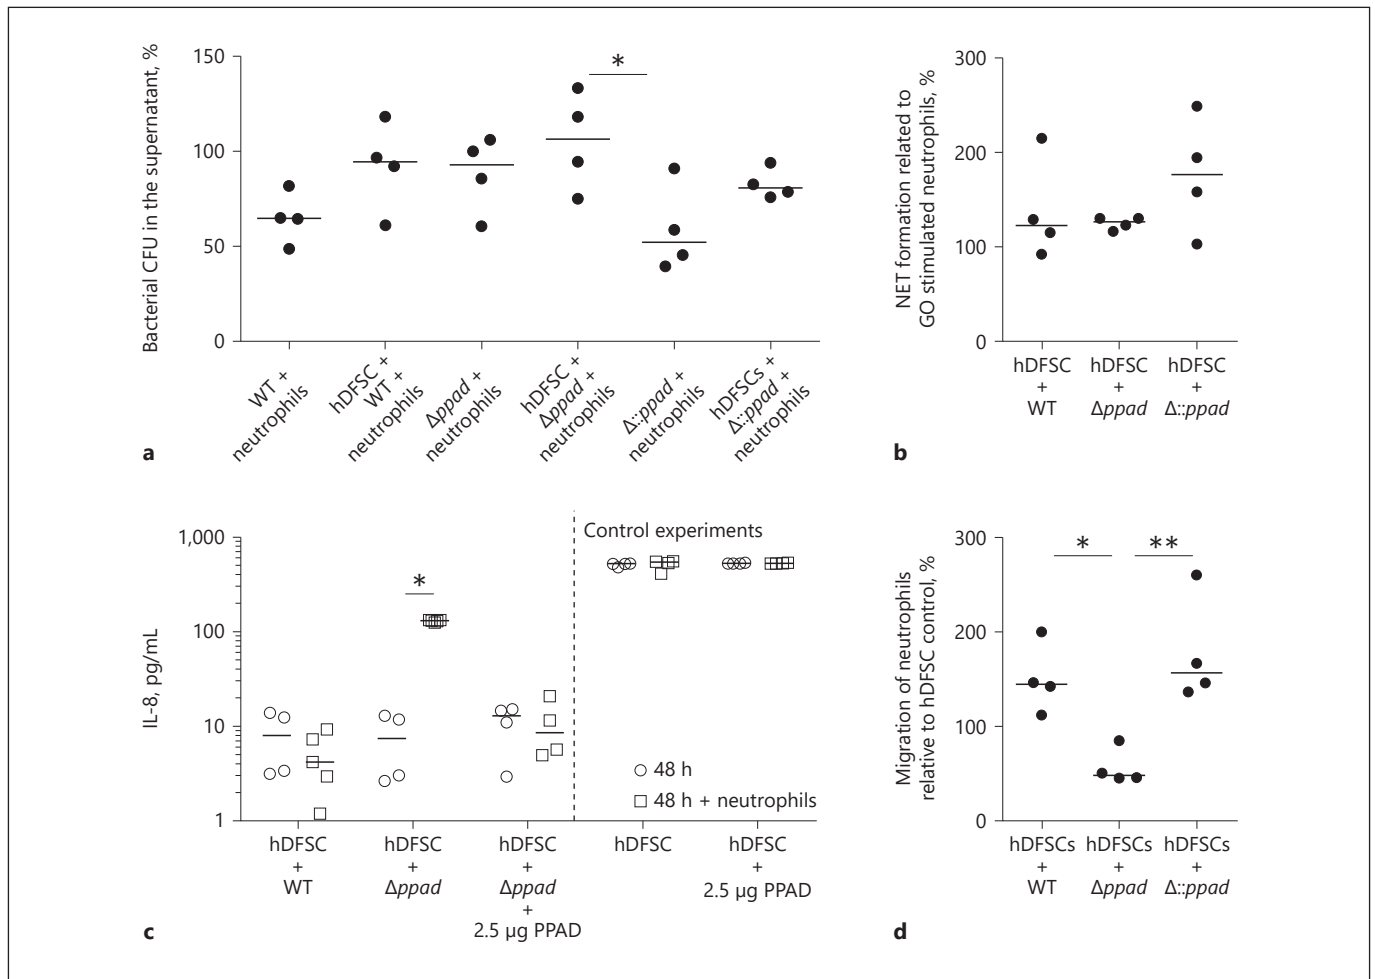 Bacterial CFU in the supernatant, %
150
100
50
0
*
WT +
neutrophils
hDFSC +
WT +
neutrophils
Δppad +
neutrophils
hDFSC +
Δppad +
neutrophils
Δ::ppad +
neutrophils
hDFSCs +
Δ::ppad +
neutrophils
a
NET formation related to
GO stimulated neutrophils, %
300
200
100
0
hDFSC
+
WT
hDFSC
+
Δppad
hDFSC
+
Δ::ppad
b
IL-8, pg/mL
1,000
100
10
1
*
Control experiments
48 h
48 h + neutrophils
hDFSC
+
WT
hDFSC
+
Δppad
hDFSC
+
Δppad
+
2.5 µg PPAD
hDFSC
hDFSC
+
2.5 µg PPAD
c
Migration of neutrophils
relative to hDFSC control, %
300
200
100
0
*
**
hDFSCs
+
WT
hDFSCs
+
Δppad
hDFSCs
+
Δ::ppad
d